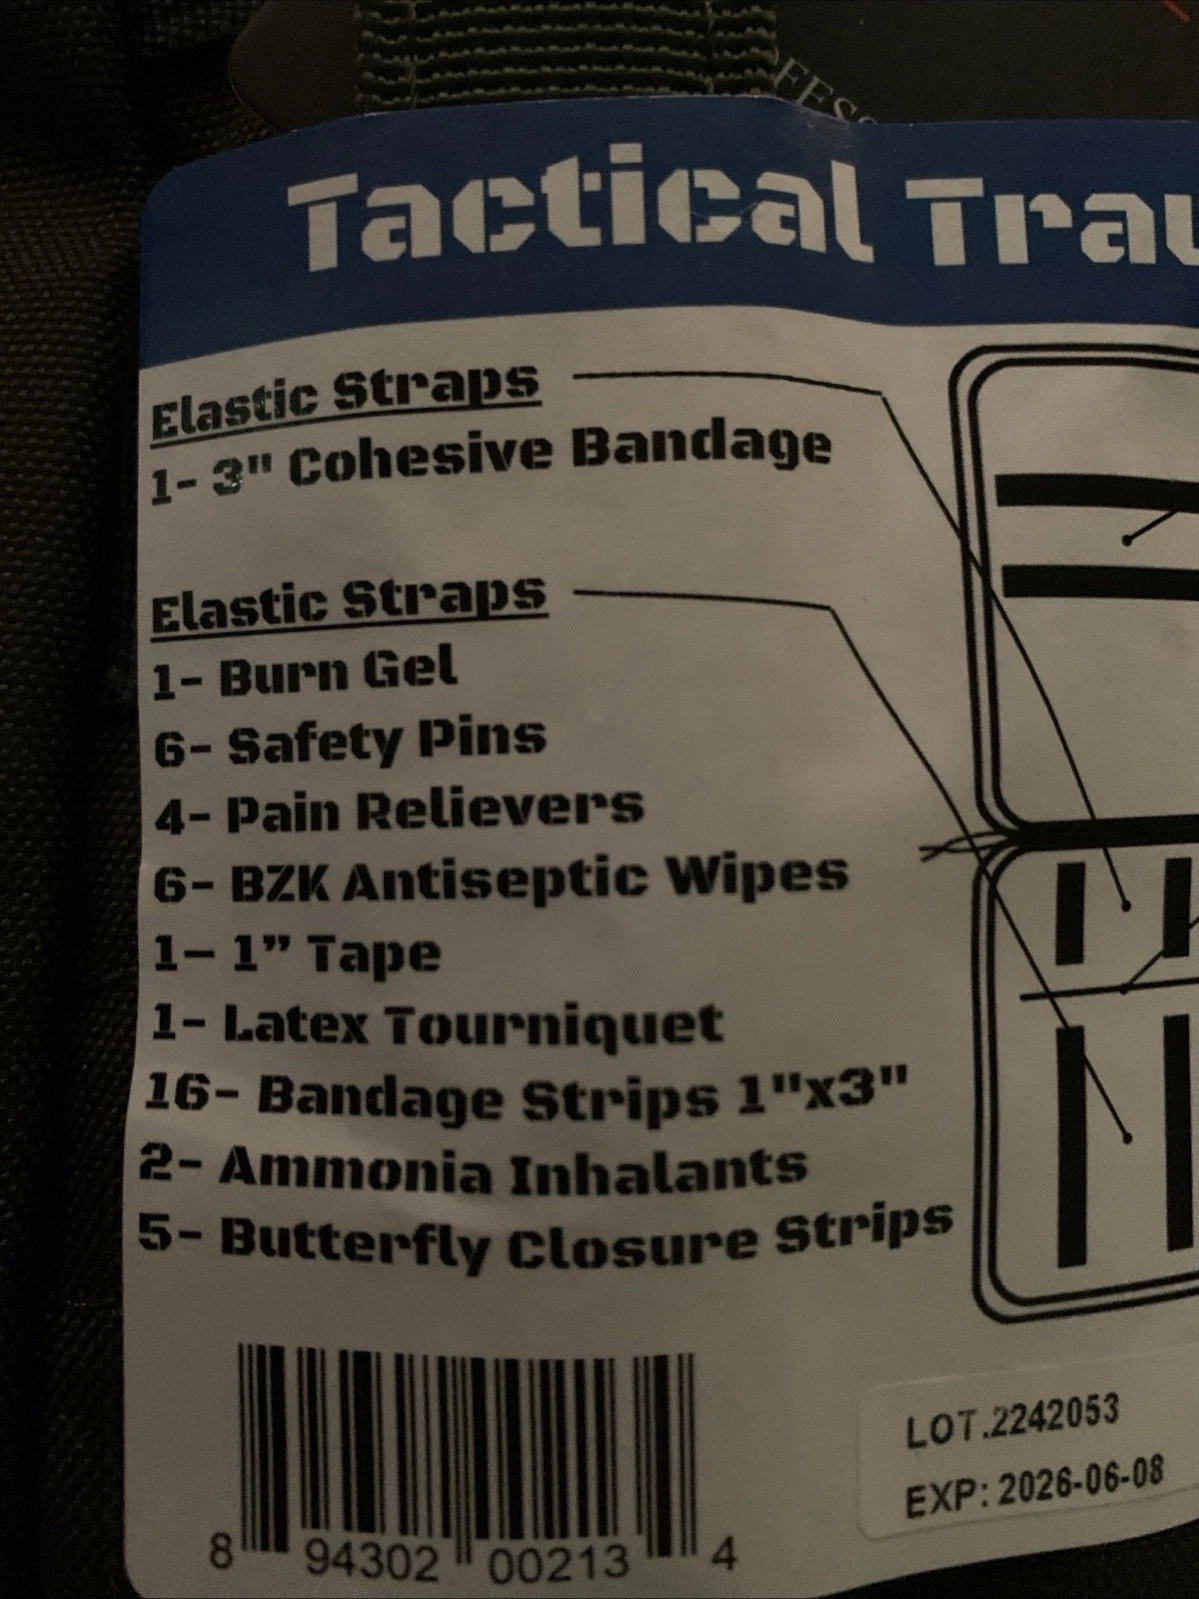 Tactical
Elastic Straps
1- 3" Cohesive Bandage
Elastic Straps
1- Burn Gel
6- Safety Pins
4- Pain Relievers
6- BZK Antiseptic Wipes
1- 1” Tape
1- Latex Tourniquet
16- Bandage Strips 1"x3"
2- Ammonia Inhalants
5- Butterfly Closure Strips
LOT.2242053
EXP: 2026-06-08
8 94302 00213 4